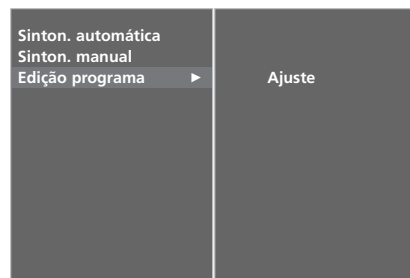 Sinton. automática
Sinton. manual
Edição programa ► Ajuste